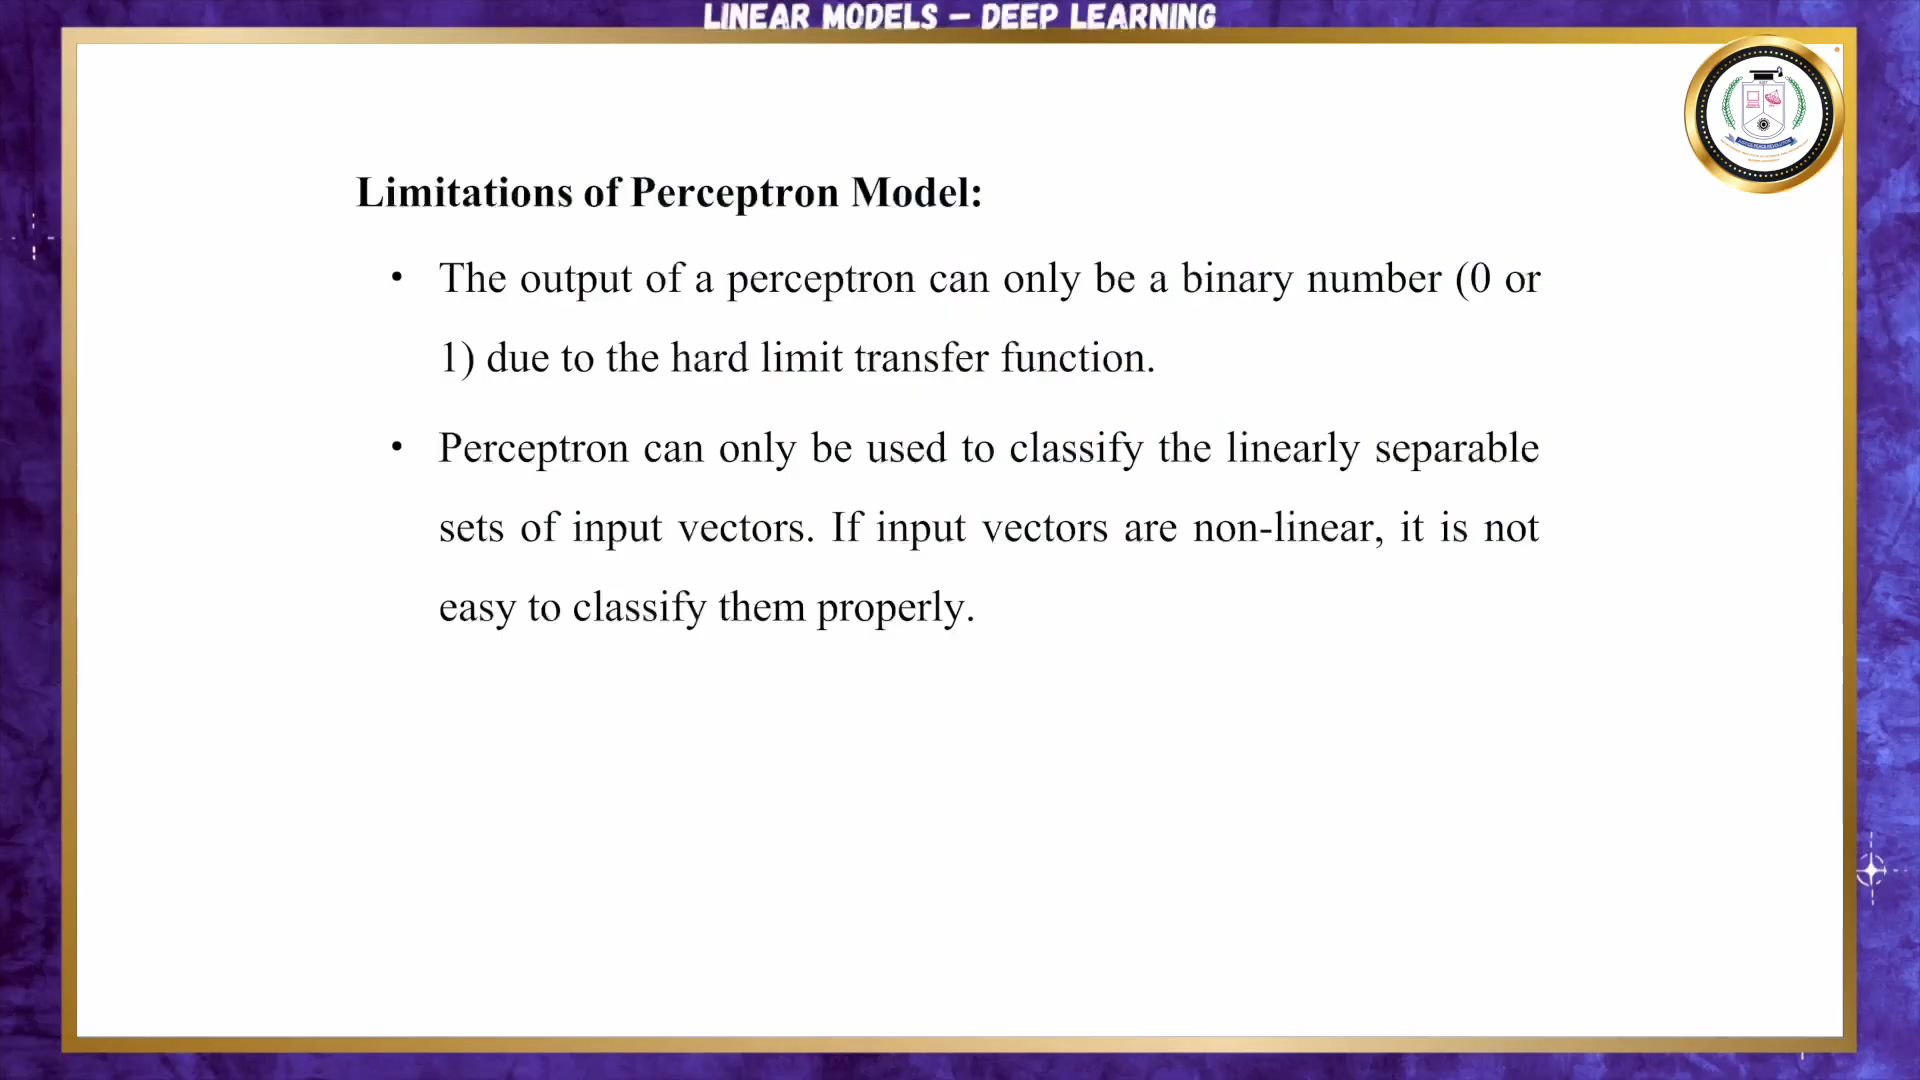 LINEAR MODELS – DEEP LEARNING
Limitations of Perceptron Model:
• The output of a perceptron can only be a binary number (0 or
1) due to the hard limit transfer function.
• Perceptron can only be used to classify the linearly separable
sets of input vectors. If input vectors are non-linear, it is not
easy to classify them properly.